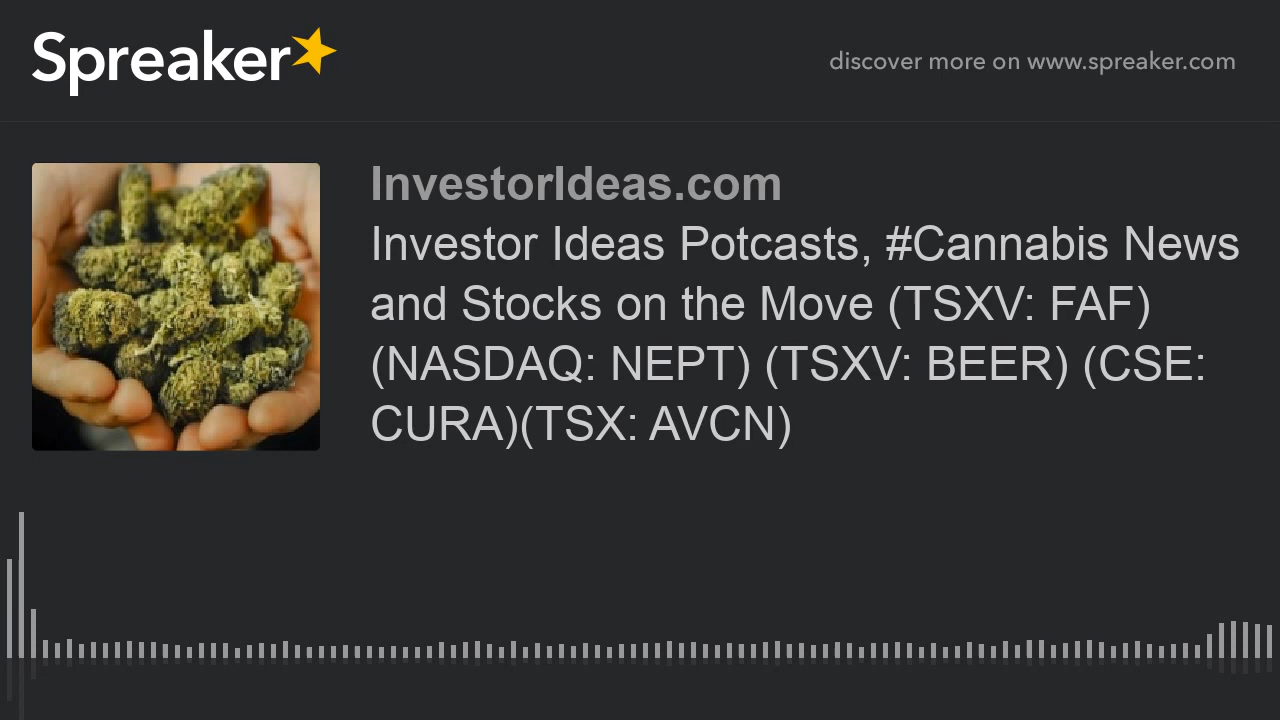 Spreaker
discover more on www.spreaker.com
InvestorIdeas.com
Investor Ideas Potcasts, #Cannabis News
and Stocks on the Move (TSXV: FAF)
(NASDAQ: NEPT) (TSXV: BEER) (CSE:
CURA)(TSX: AVCN)